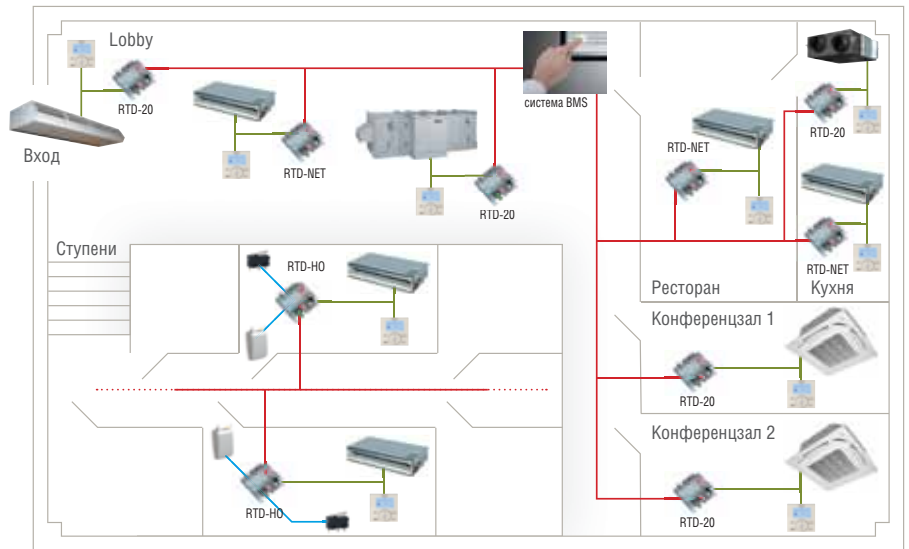 Lobby
RTD-20
Вход
RTD-NET
RTD-20
система BMS
RTD-NET
RTD-20
RTD-NET
Ресторан
Кухня
Ступени
RTD-HO
Конференцзал 1
RTD-20
Конференцзал 2
RTD-20
RTD-HO